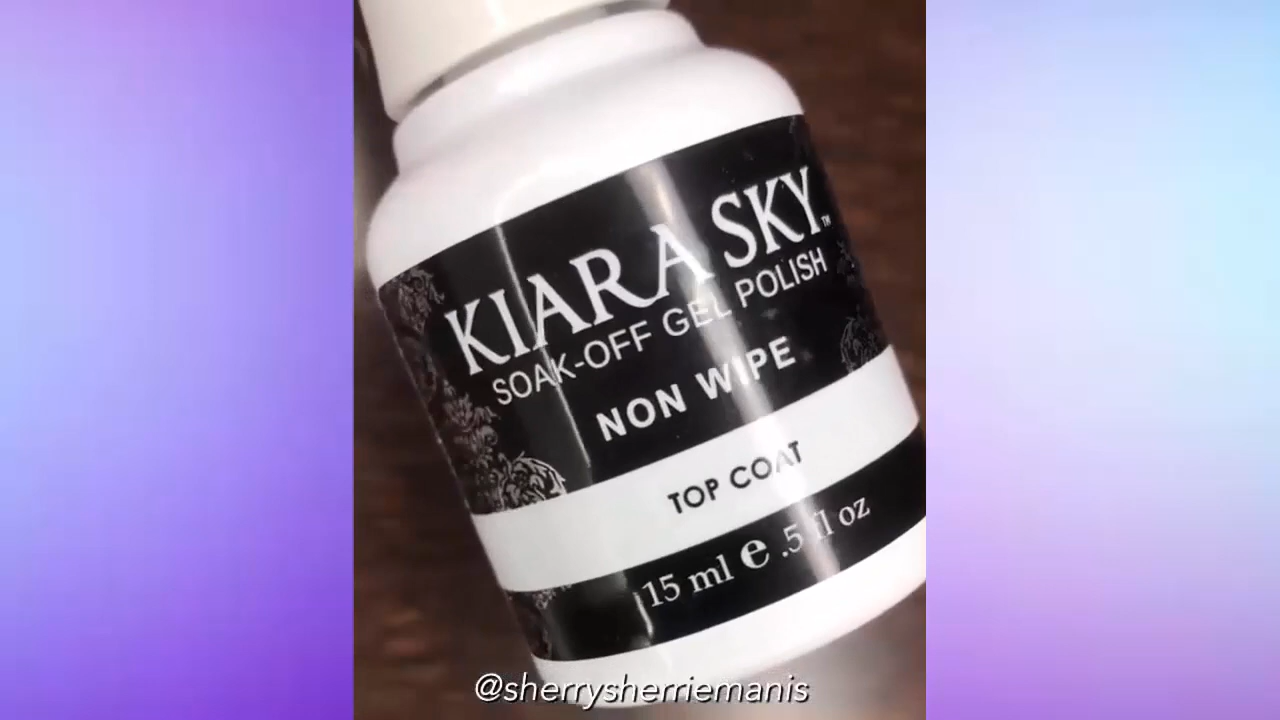 KIARA SKY™
SOAK-OFF GEL POLISH
NON WIPE
TOP COAT
15 ml e .5 fl oz
@sherrysherriemanis